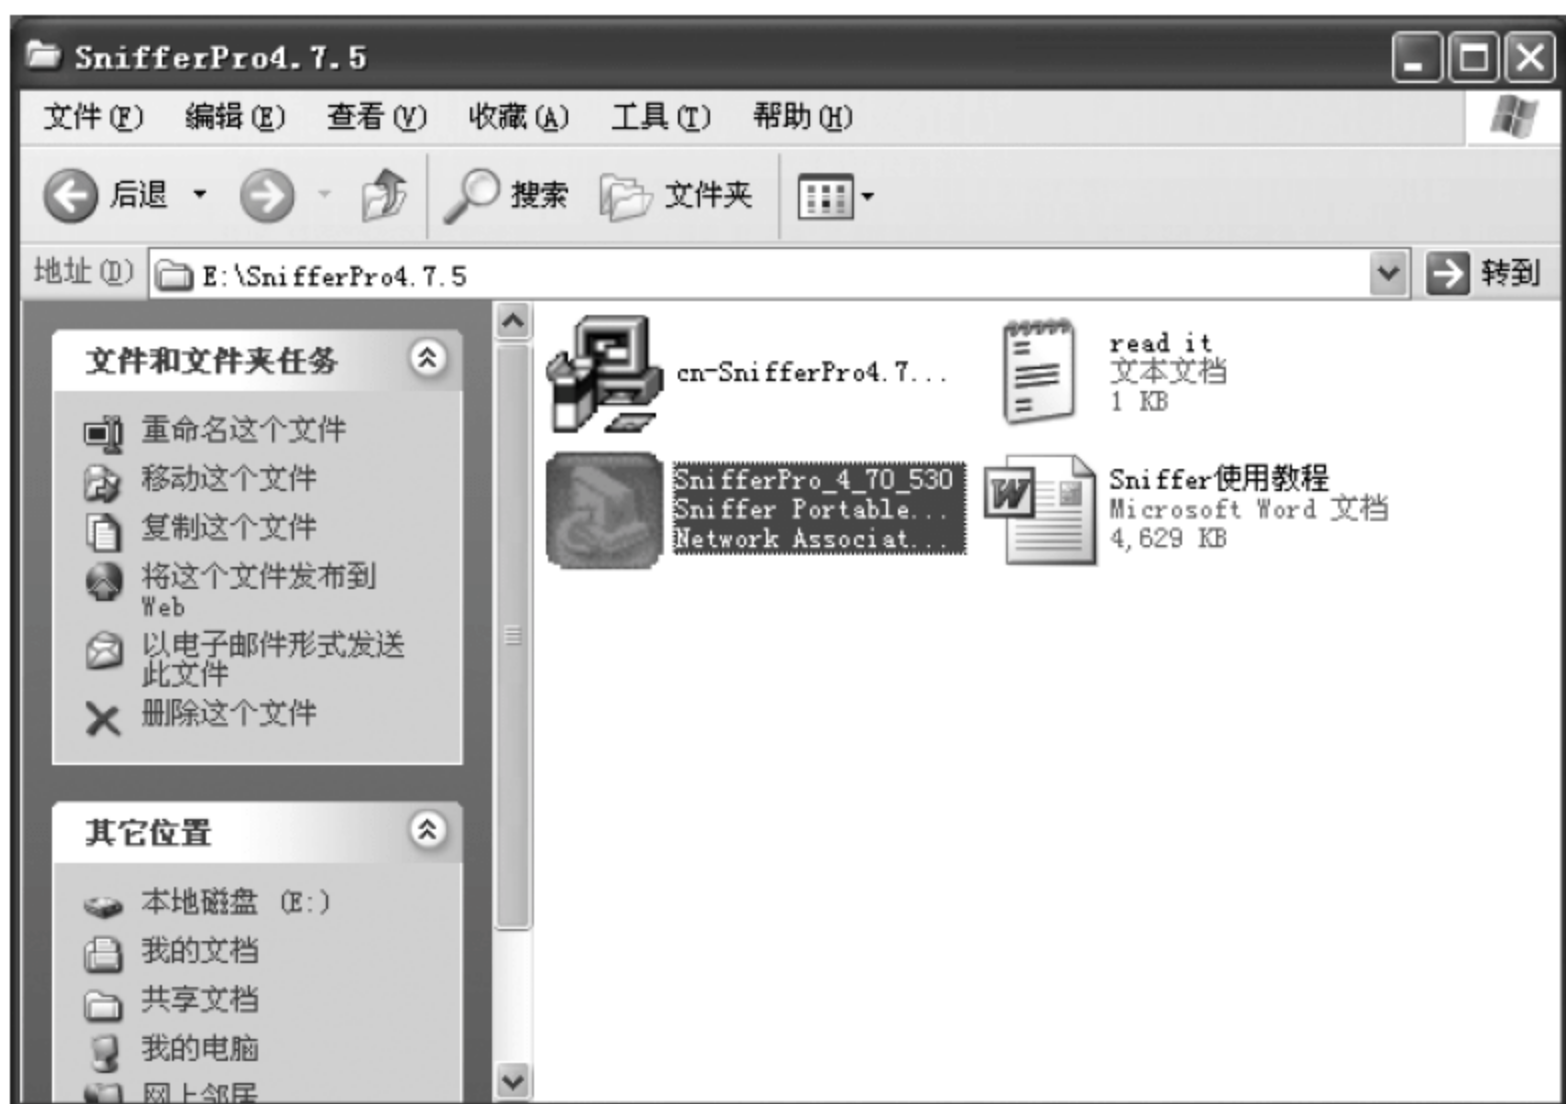 SnifferPro4.7.5
文件(F) 编辑(E) 查看(V) 收藏(A) 工具(T) 帮助(H)
后退 搜索 文件夹
地址(D) E:\SnifferPro4.7.5 转到
文件和文件夹任务
重命名这个文件
移动这个文件
复制这个文件
将这个文件发布到
Web
以电子邮件形式发送
此文件
删除这个文件
其它位置
本地磁盘 (E:)
我的文档
共享文档
我的电脑
网上邻居
cn-SnifferPro4.7...
read it
文本文档
1 KB
SnifferPro_4_70_530
Sniffer Portable...
Network Associat...
Sniffer使用教程
Microsoft Word 文档
4,629 KB